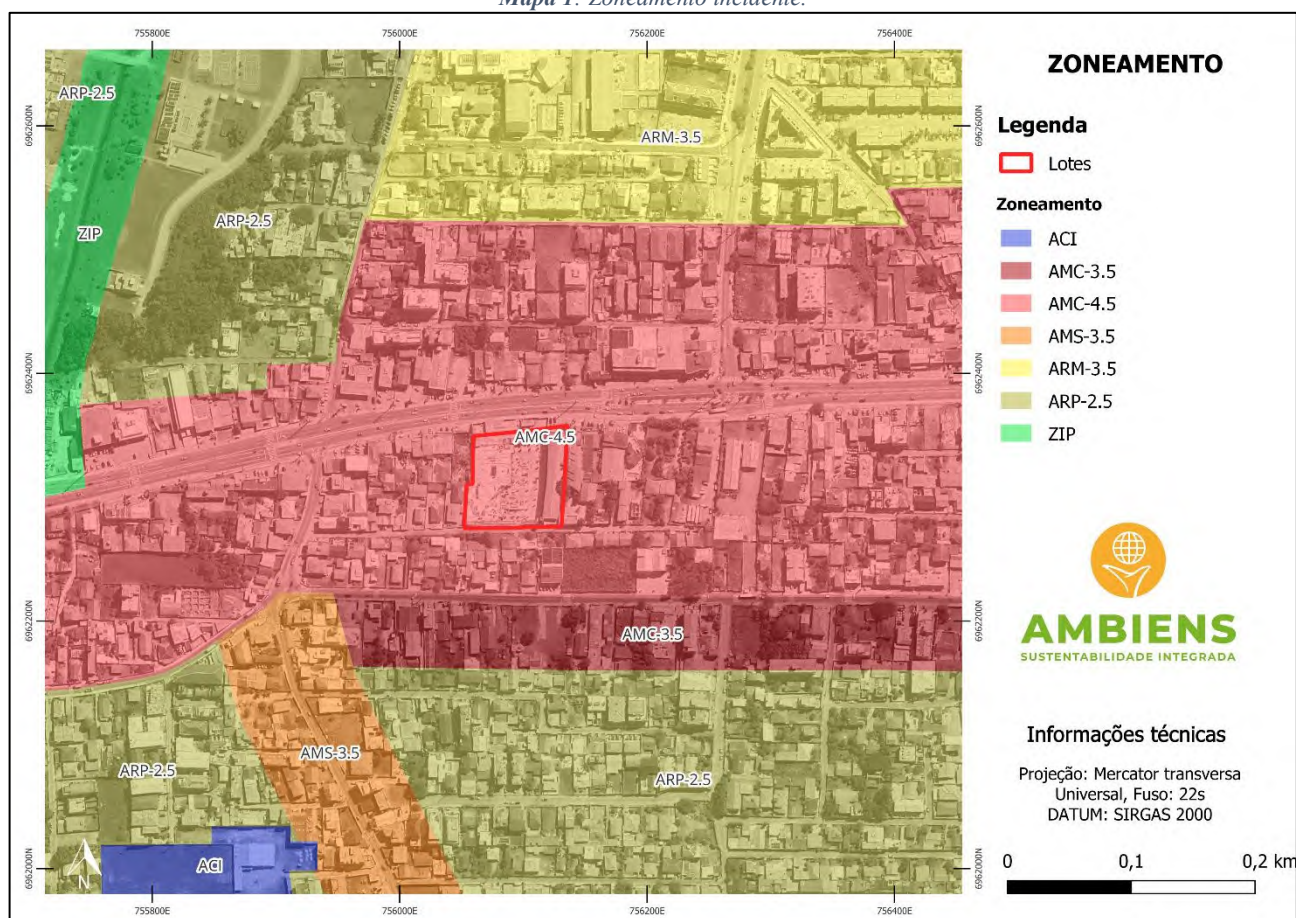 Mapa 1: Zoneamento incidente.
755800E
756000E
756200E
756400E
ZONEAMENTO
Legenda
Lotes
Zoneamento
ACI
AMC-3.5
AMC-4.5
AMS-3.5
ARM-3.5
ARP-2.5
ZIP
ARP-2.5
ARM-3.5
6962600N
6962600N
ARP-2.5
ZIP
6962400N
6962400N
AMC-4.5
6962200N
6962200N
AMC-3.5
AMS-3.5
ARP-2.5
ARP-2.5
ACI
6962000N
6962000N
N
755800E
756000E
756200E
756400E
AMBIENS
SUSTENTABILIDADE INTEGRADA
Informações técnicas
Projeção: Mercator transversa
Universal, Fuso: 22s
DATUM: SIRGAS 2000
0
0,1
0,2 km